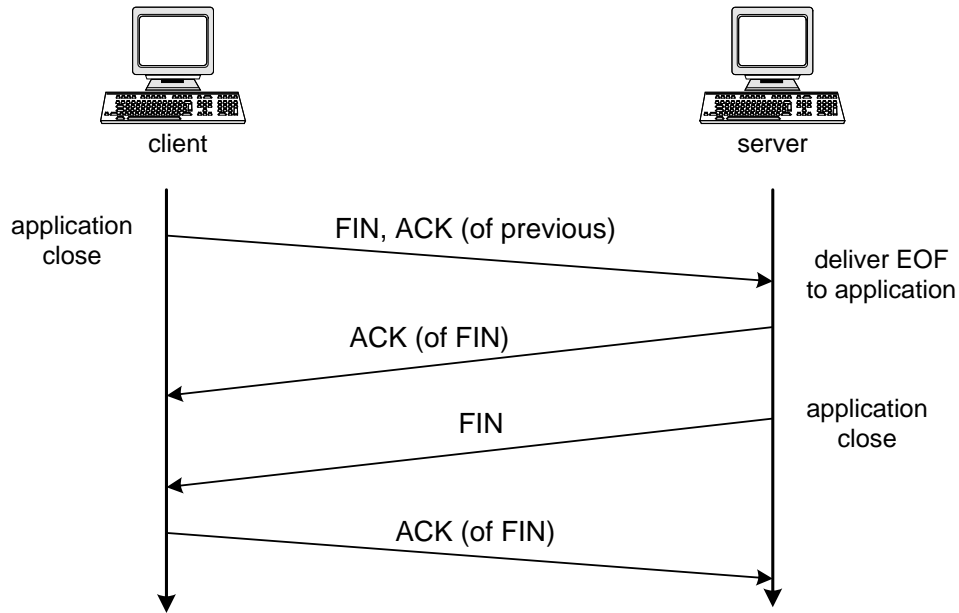 client
server
application
close
FIN, ACK (of previous)
deliver EOF
to application
ACK (of FIN)
application
close
FIN
ACK (of FIN)